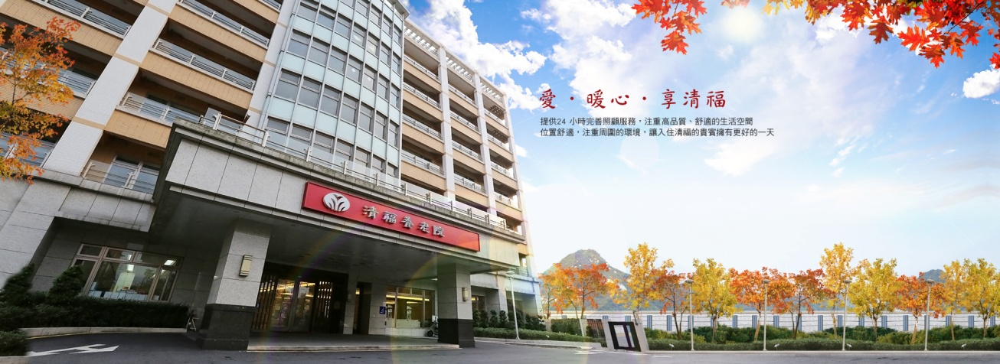 愛・暖心・享清福
提供24 小時完善照顧服務，注重高品質、舒適的生活空間
位置舒適，注重周圍的環境，讓入住清福的貴賓擁有更好的一天
清福養老院